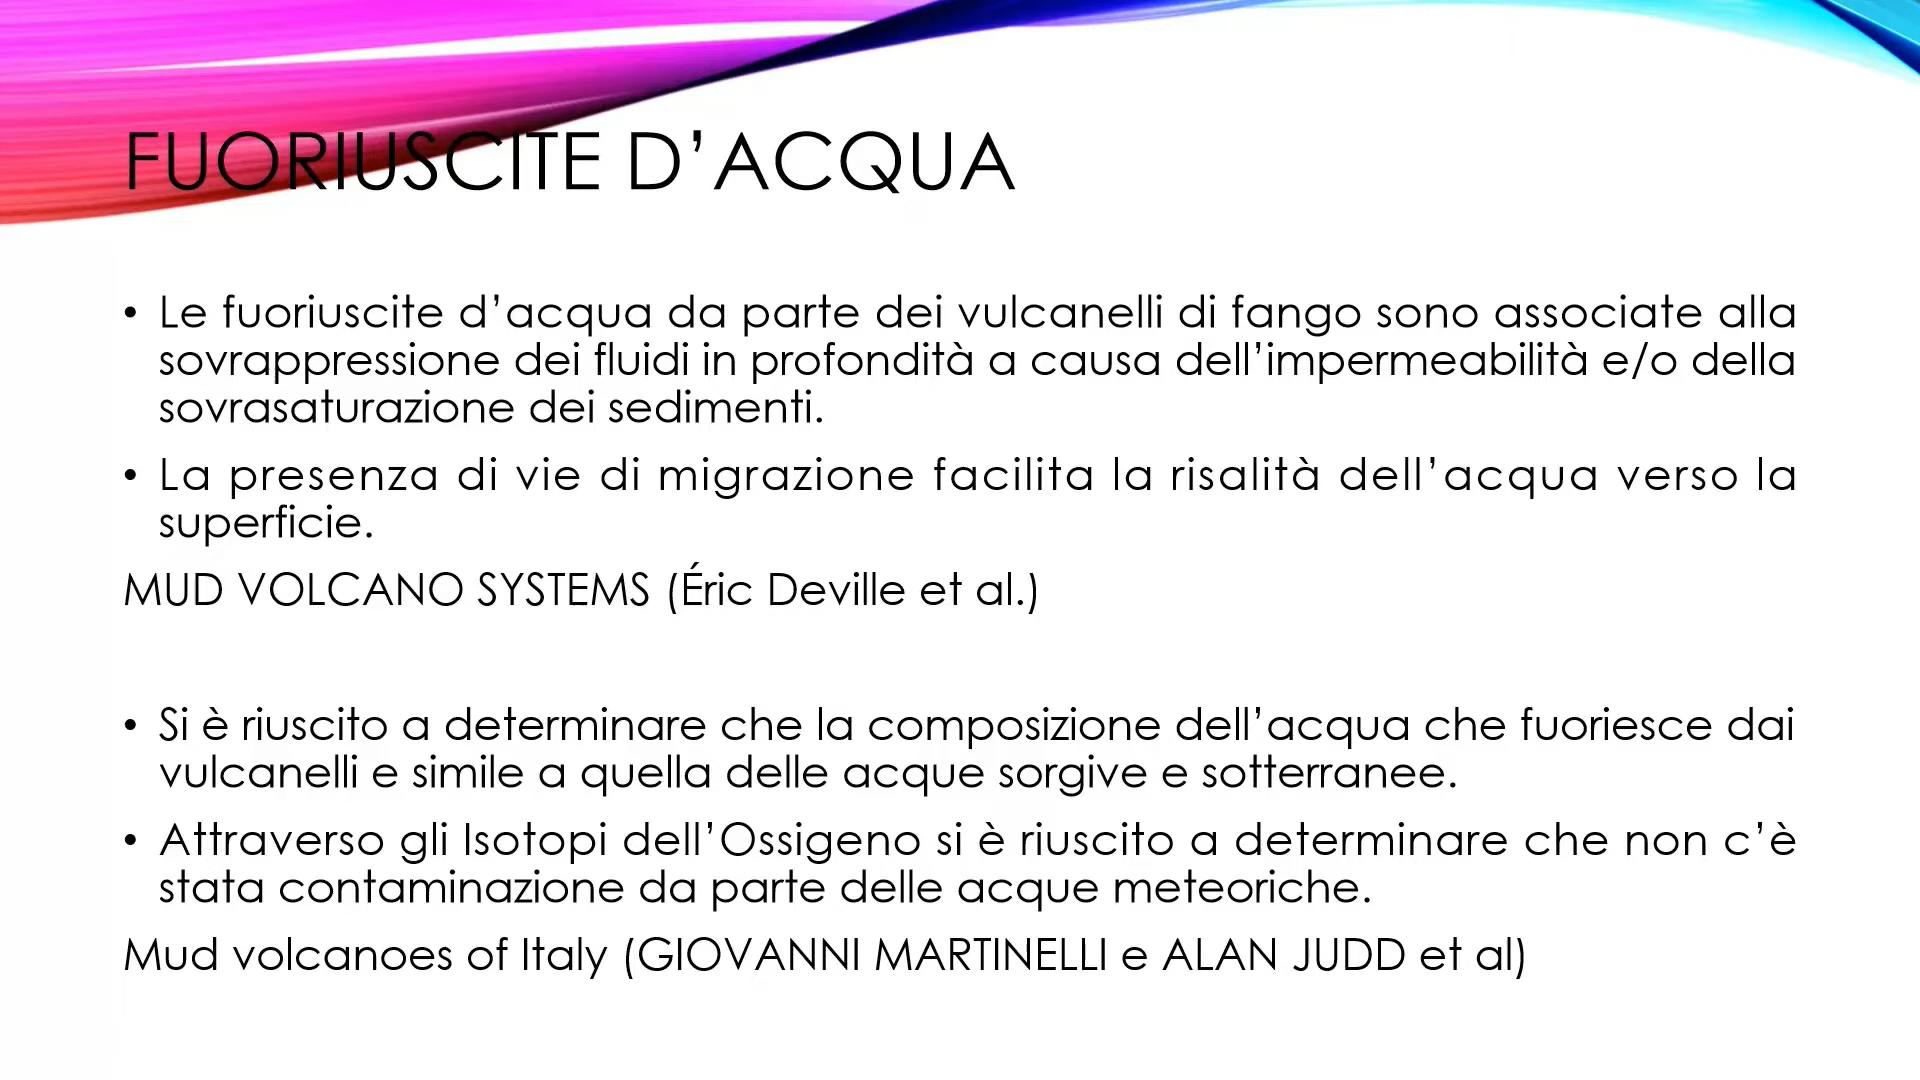 FUORIUSCITE D’ACQUA
• Le fuoriuscite d’acqua da parte dei vulcanelli di fango sono associate alla
sovrappressione dei fluidi in profondità a causa dell’impermeabilità e/o della
sovrasaturazione dei sedimenti.
• La presenza di vie di migrazione facilita la risalità dell’acqua verso la
superficie.
MUD VOLCANO SYSTEMS (Éric Deville et al.)
• Si è riuscito a determinare che la composizione dell’acqua che fuoriesce dai
vulcanelli e simile a quella delle acque sorgive e sotterranee.
• Attraverso gli Isotopi dell’Ossigeno si è riuscito a determinare che non c’è
stata contaminazione da parte delle acque meteoriche.
Mud volcanoes of Italy (GIOVANNI MARTINELLI e ALAN JUDD et al)